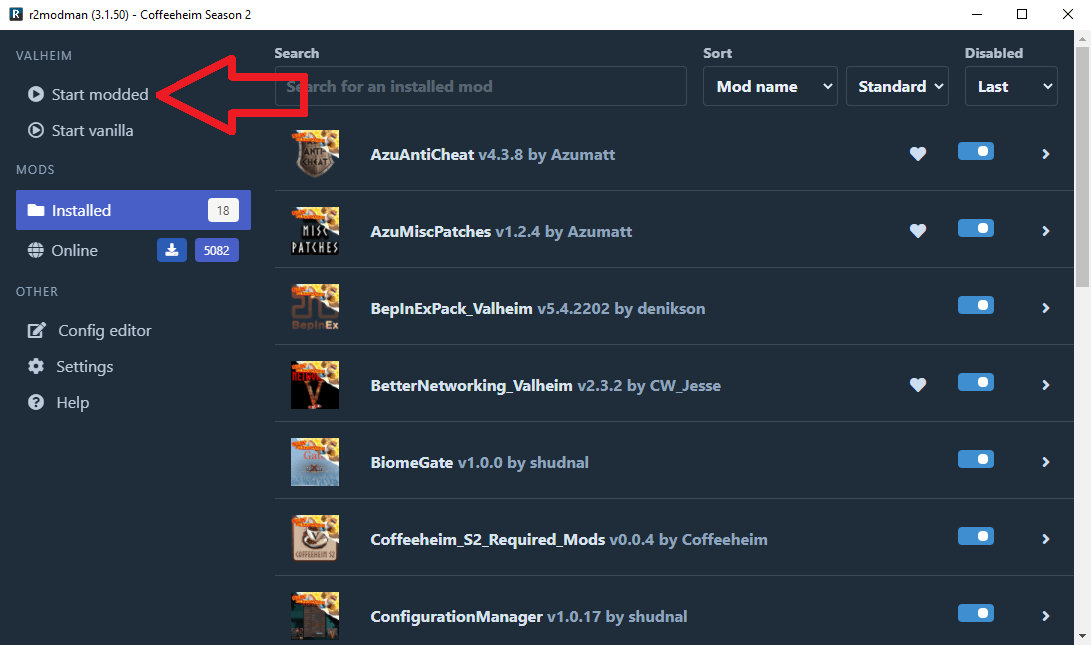 r2modman (3.1.50) - Coffeeheim Season 2
VALHEIM
Start modded
Start vanilla
MODS
Installed 18
Online 5082
OTHER
Config editor
Settings
Help
Search
Search for an installed mod
Sort
Mod name
Standard
Disabled
Last
ANTI CHEAT
AzuAntiCheat v4.3.8 by Azumatt
MISC
PATCHES
AzuMiscPatches v1.2.4 by Azumatt
BepInEx
BepInExPack_Valheim v5.4.2202 by denikson
BetterNetworking_Valheim v2.3.2 by CW_Jesse
BiomeGate v1.0.0 by shudnal
COFFEEHEIM S2
Coffeeheim_S2_Required_Mods v0.0.4 by Coffeeheim
ConfigurationManager v1.0.17 by shudnal